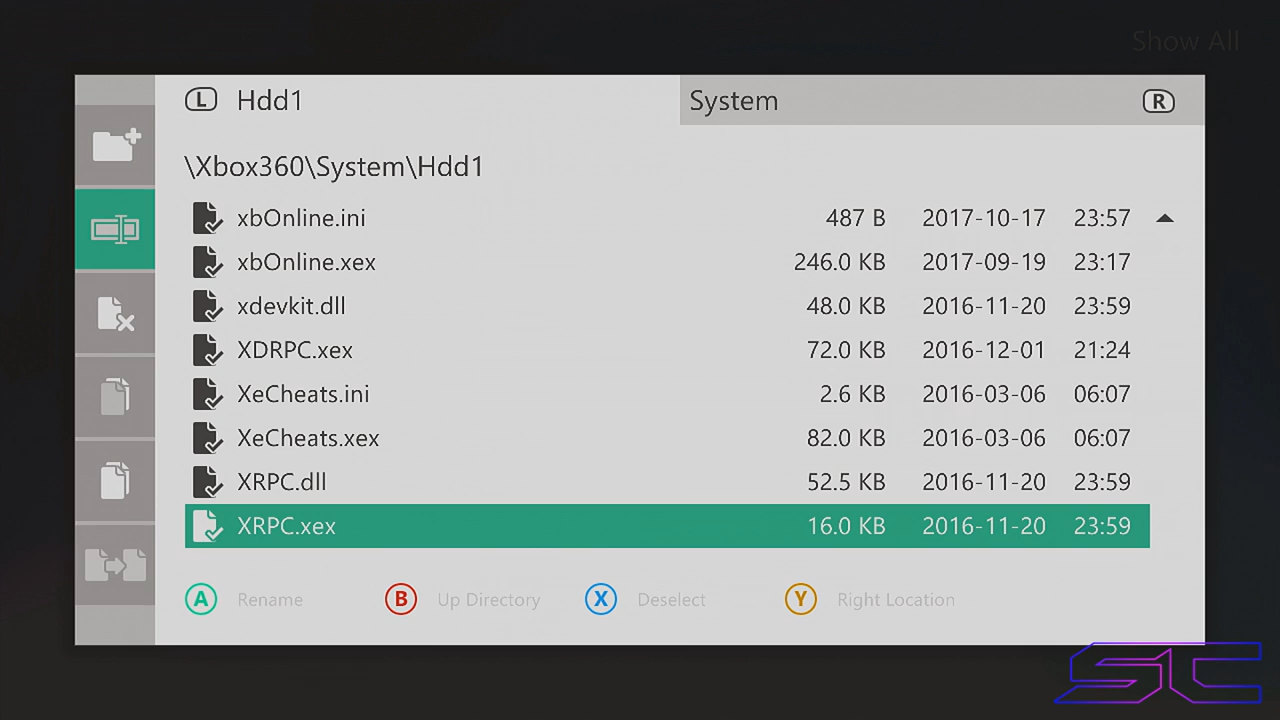 Show All
L Hdd1 System R
\Xbox360\System\Hdd1
xbOnline.ini 487 B 2017-10-17 23:57
xbOnline.xex 246.0 KB 2017-09-19 23:17
xdevkit.dll 48.0 KB 2016-11-20 23:59
XDRPC.xex 72.0 KB 2016-12-01 21:24
XeCheats.ini 2.6 KB 2016-03-06 06:07
XeCheats.xex 82.0 KB 2016-03-06 06:07
XRPC.dll 52.5 KB 2016-11-20 23:59
XRPC.xex 16.0 KB 2016-11-20 23:59
A Rename B Up Directory X Deselect Y Right Location
SC